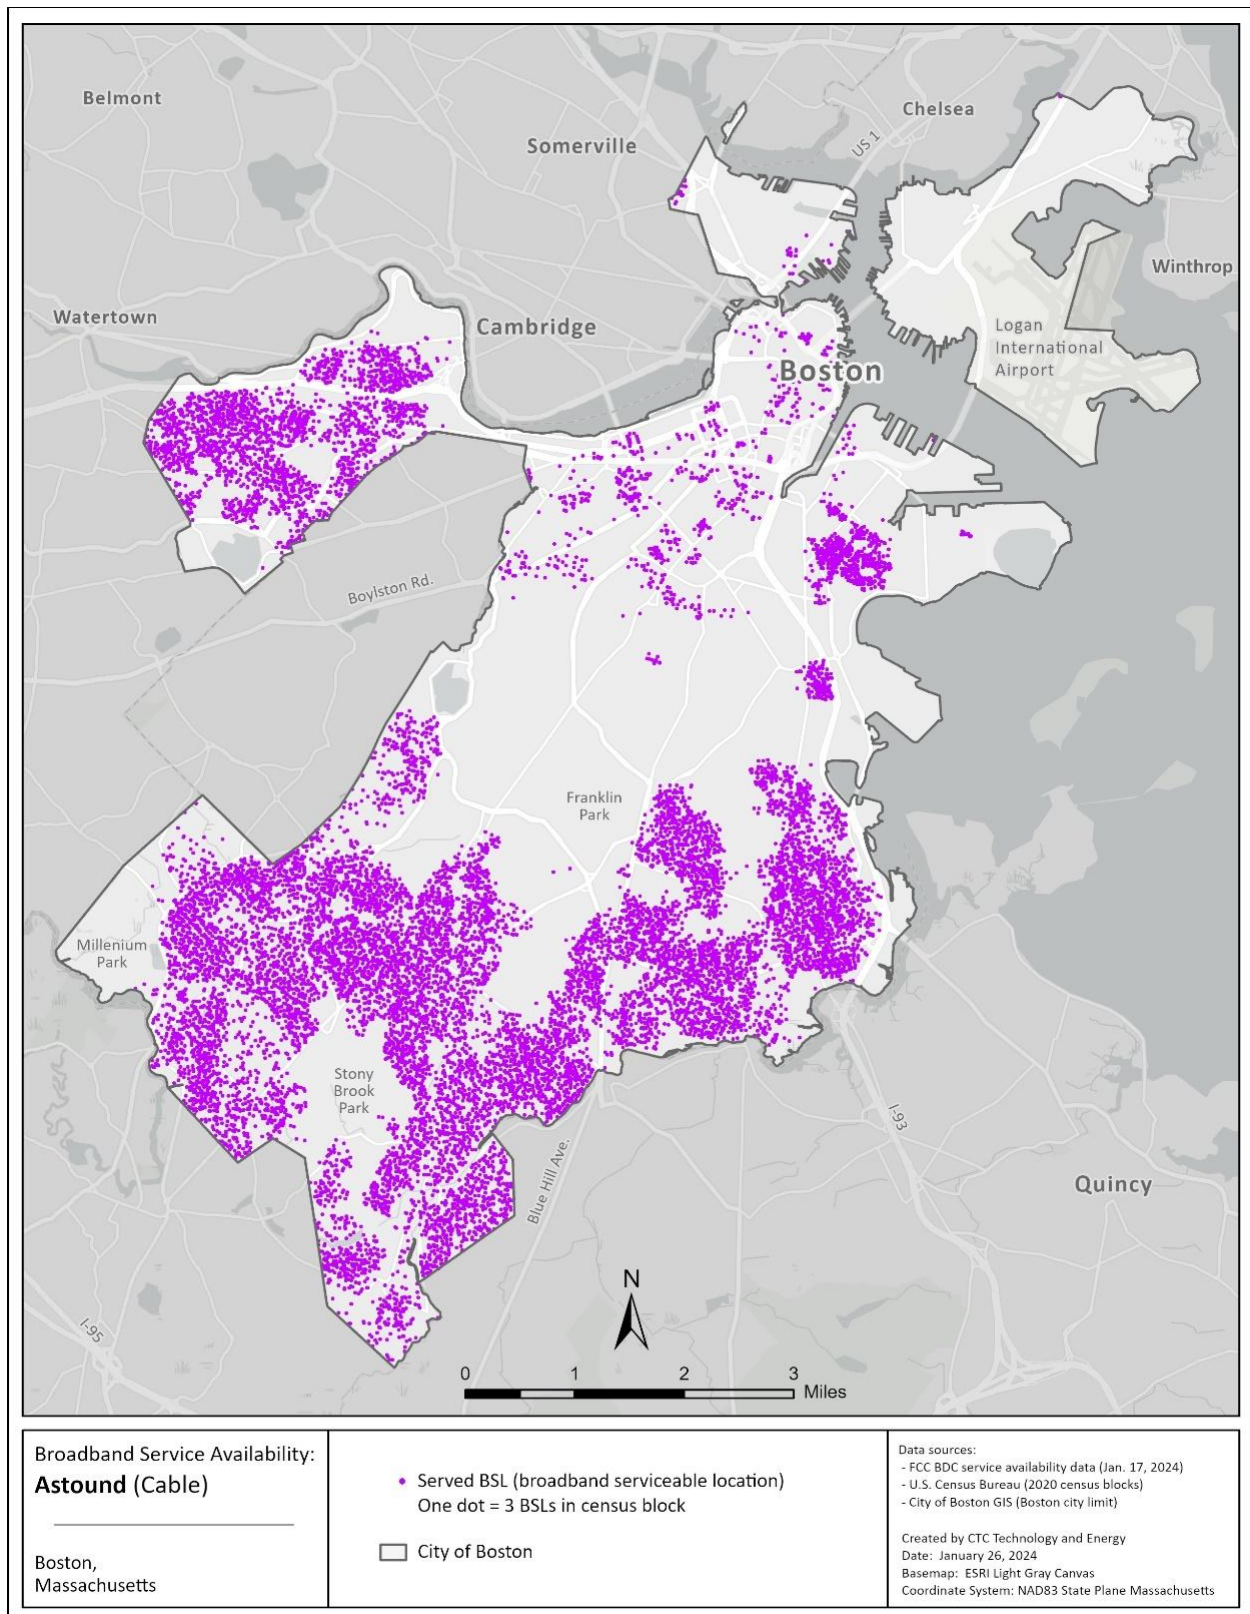 Belmont
Chelsea
Somerville
US 1
Winthrop
Watertown
Cambridge
Logan
International
Airport
Boston
Boylston Rd.
Franklin
Park
Millenium
Park
Stony
Brook
Park
I-93
Blue Hill Ave.
Quincy
I-95
N
0 1 2 3
Miles
Broadband Service Availability:
Astound (Cable)
Boston,
Massachusetts
Served BSL (broadband serviceable location)
One dot = 3 BSLs in census block
City of Boston
Data sources:
- FCC BDC service availability data (Jan. 17, 2024)
- U.S. Census Bureau (2020 census blocks)
- City of Boston GIS (Boston city limit)
Created by CTC Technology and Energy
Date: January 26, 2024
Basemap: ESRI Light Gray Canvas
Coordinate System: NAD83 State Plane Massachusetts